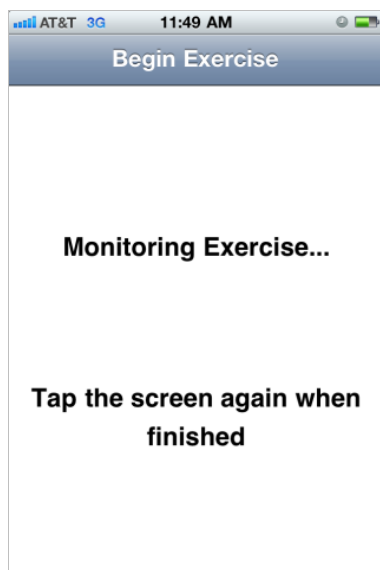 AT&T 3G 11:49 AM
Begin Exercise
Monitoring Exercise...
Tap the screen again when
finished